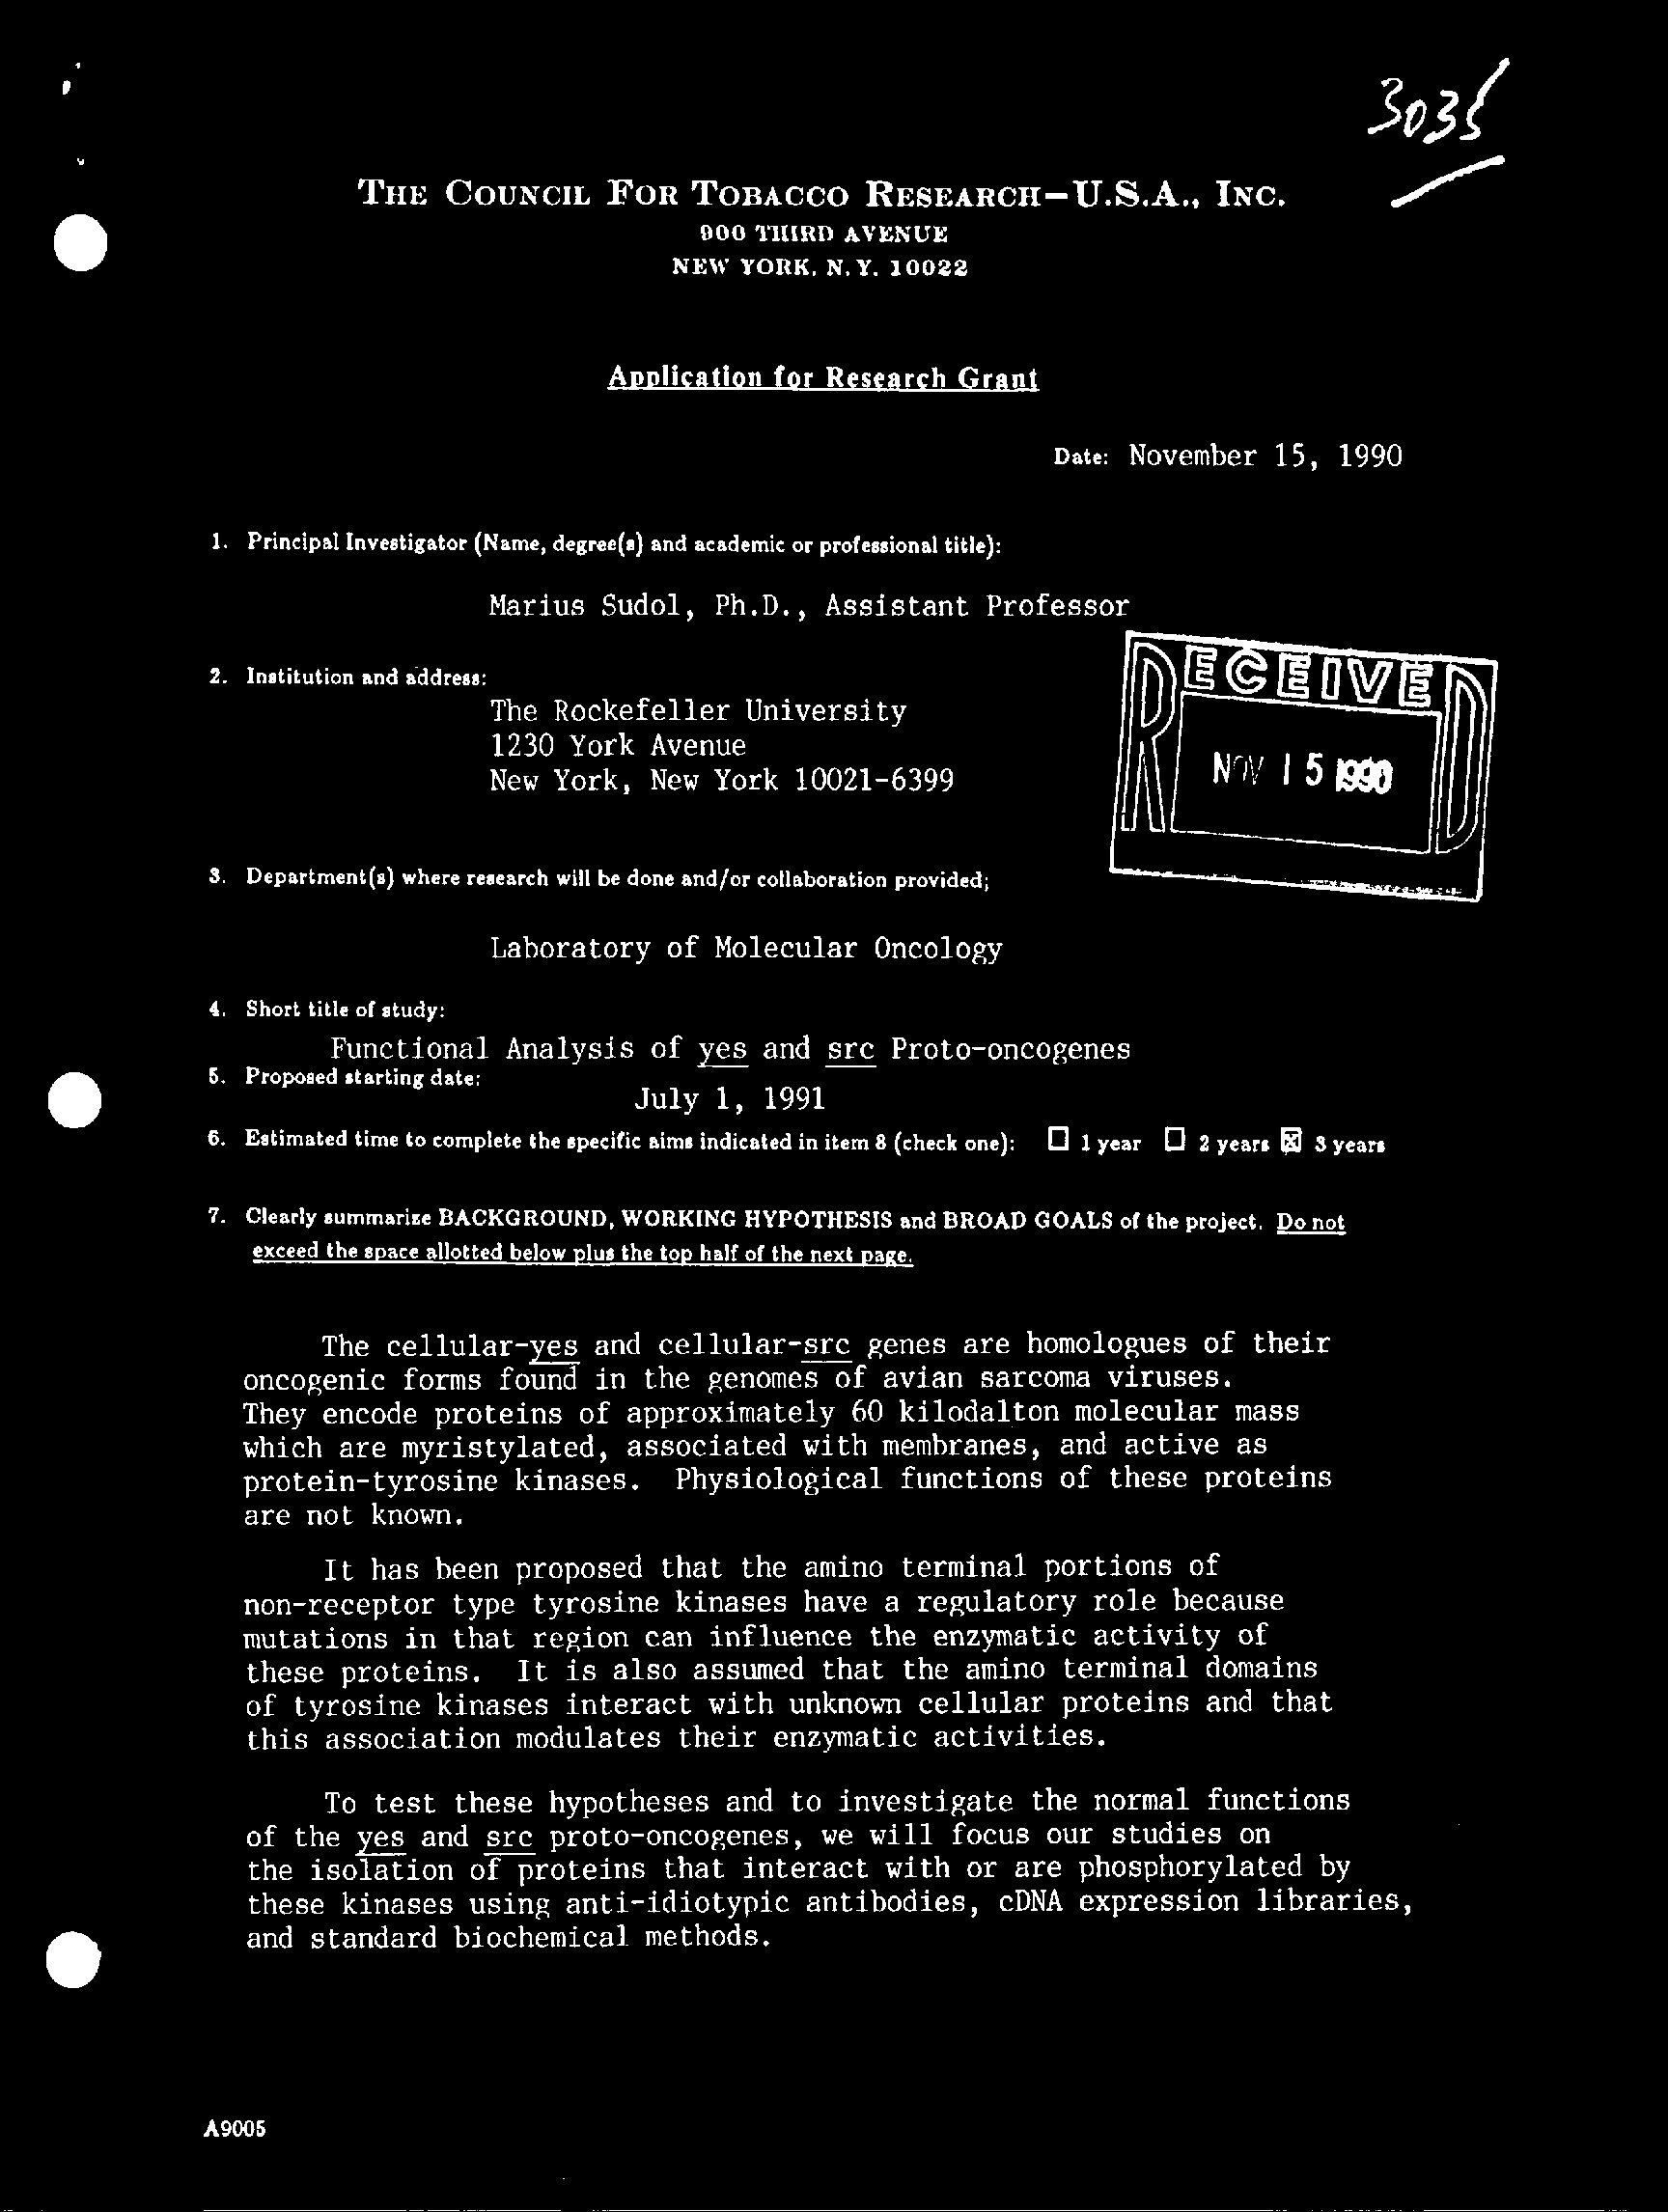 3035
THE COUNCIL FOR TOBACCO RESEARCH-U.S.A., INC.
900 THIRD AVENUE
NEW YORK, N.Y. 10022
Application for Research Grant
Date: November 15, 1990
1. Principal Investigator (Name, degree(s) and academic or professional title):
Marius Sudol, Ph.D., Assistant Professor
RECEIVED
NOV 15 1990
2. Institution and address:
The Rockefeller University
1230 York Avenue
New York, New York 10021-6399
3. Department(s) where research will be done and/or collaboration provided;
Laboratory of Molecular Oncology
4. Short title of study:
Functional Analysis of yes and src Proto-oncogenes
5. Proposed starting date:
July 1, 1991
6. Estimated time to complete the specific aims indicated in item 8 (check one): ☐ 1 year ☐ 2 years ☒ 3 years
7. Clearly summarize BACKGROUND, WORKING HYPOTHESIS and BROAD GOALS of the project. Do not
exceed the space allotted below plus the top half of the next page.
The cellular-yes and cellular-src genes are homologues of their
oncogenic forms found in the genomes of avian sarcoma viruses.
They encode proteins of approximately 60 kilodalton molecular mass
which are myristylated, associated with membranes, and active as
protein-tyrosine kinases. Physiological functions of these proteins
are not known.
It has been proposed that the amino terminal portions of
non-receptor type tyrosine kinases have a regulatory role because
mutations in that region can influence the enzymatic activity of
these proteins. It is also assumed that the amino terminal domains
of tyrosine kinases interact with unknown cellular proteins and that
this association modulates their enzymatic activities.
To test these hypotheses and to investigate the normal functions
of the yes and src proto-oncogenes, we will focus our studies on
the isolation of proteins that interact with or are phosphorylated by
these kinases using anti-idiotypic antibodies, cDNA expression libraries,
and standard biochemical methods.
A9005